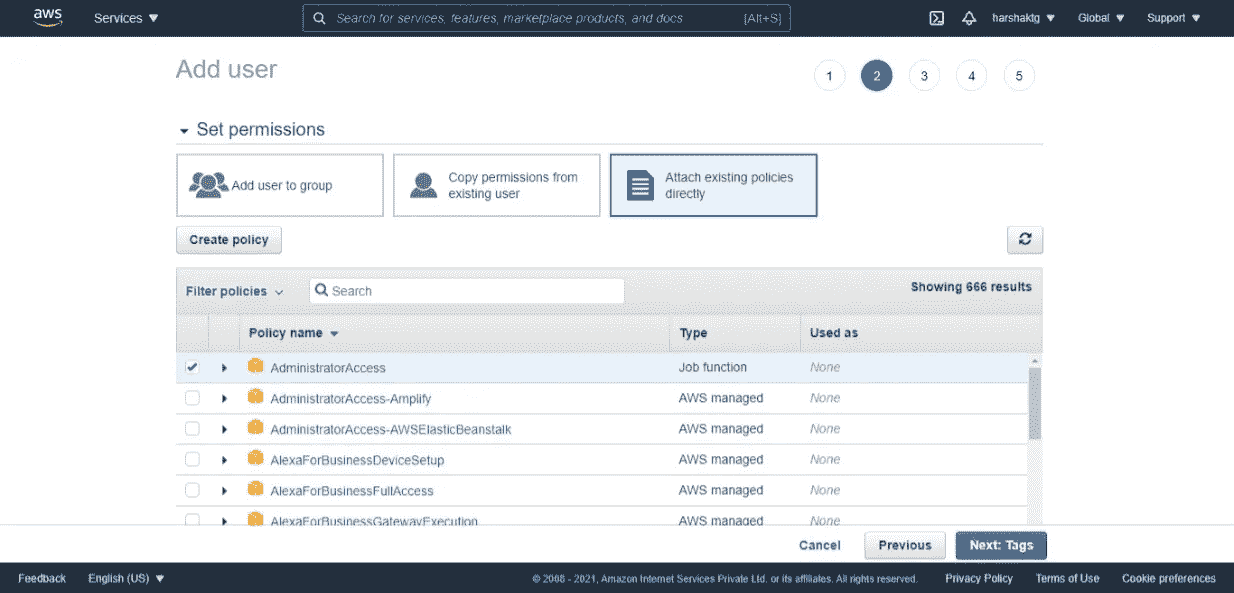 aws Services Search for services, features, marketplace products, and docs [Alt+S] harshaktg Global Support
Add user 1 2 3 4 5
Set permissions
Add user to group
Copy permissions from
existing user
Attach existing policies
directly
Create policy
Filter policies Search Showing 666 results
Policy name Type Used as
AdministratorAccess Job function None
AdministratorAccess-Amplify AWS managed None
AdministratorAccess-AWSElasticBeanstalk AWS managed None
AlexaForBusinessDeviceSetup AWS managed None
AlexaForBusinessFullAccess AWS managed None
AlexaForBusinessGatewayExecution AWS managed None
Cancel Previous Next: Tags
Feedback English (US) © 2008 - 2021, Amazon Internet Services Private Ltd. or its affiliates. All rights reserved. Privacy Policy Terms of Use Cookie preferences